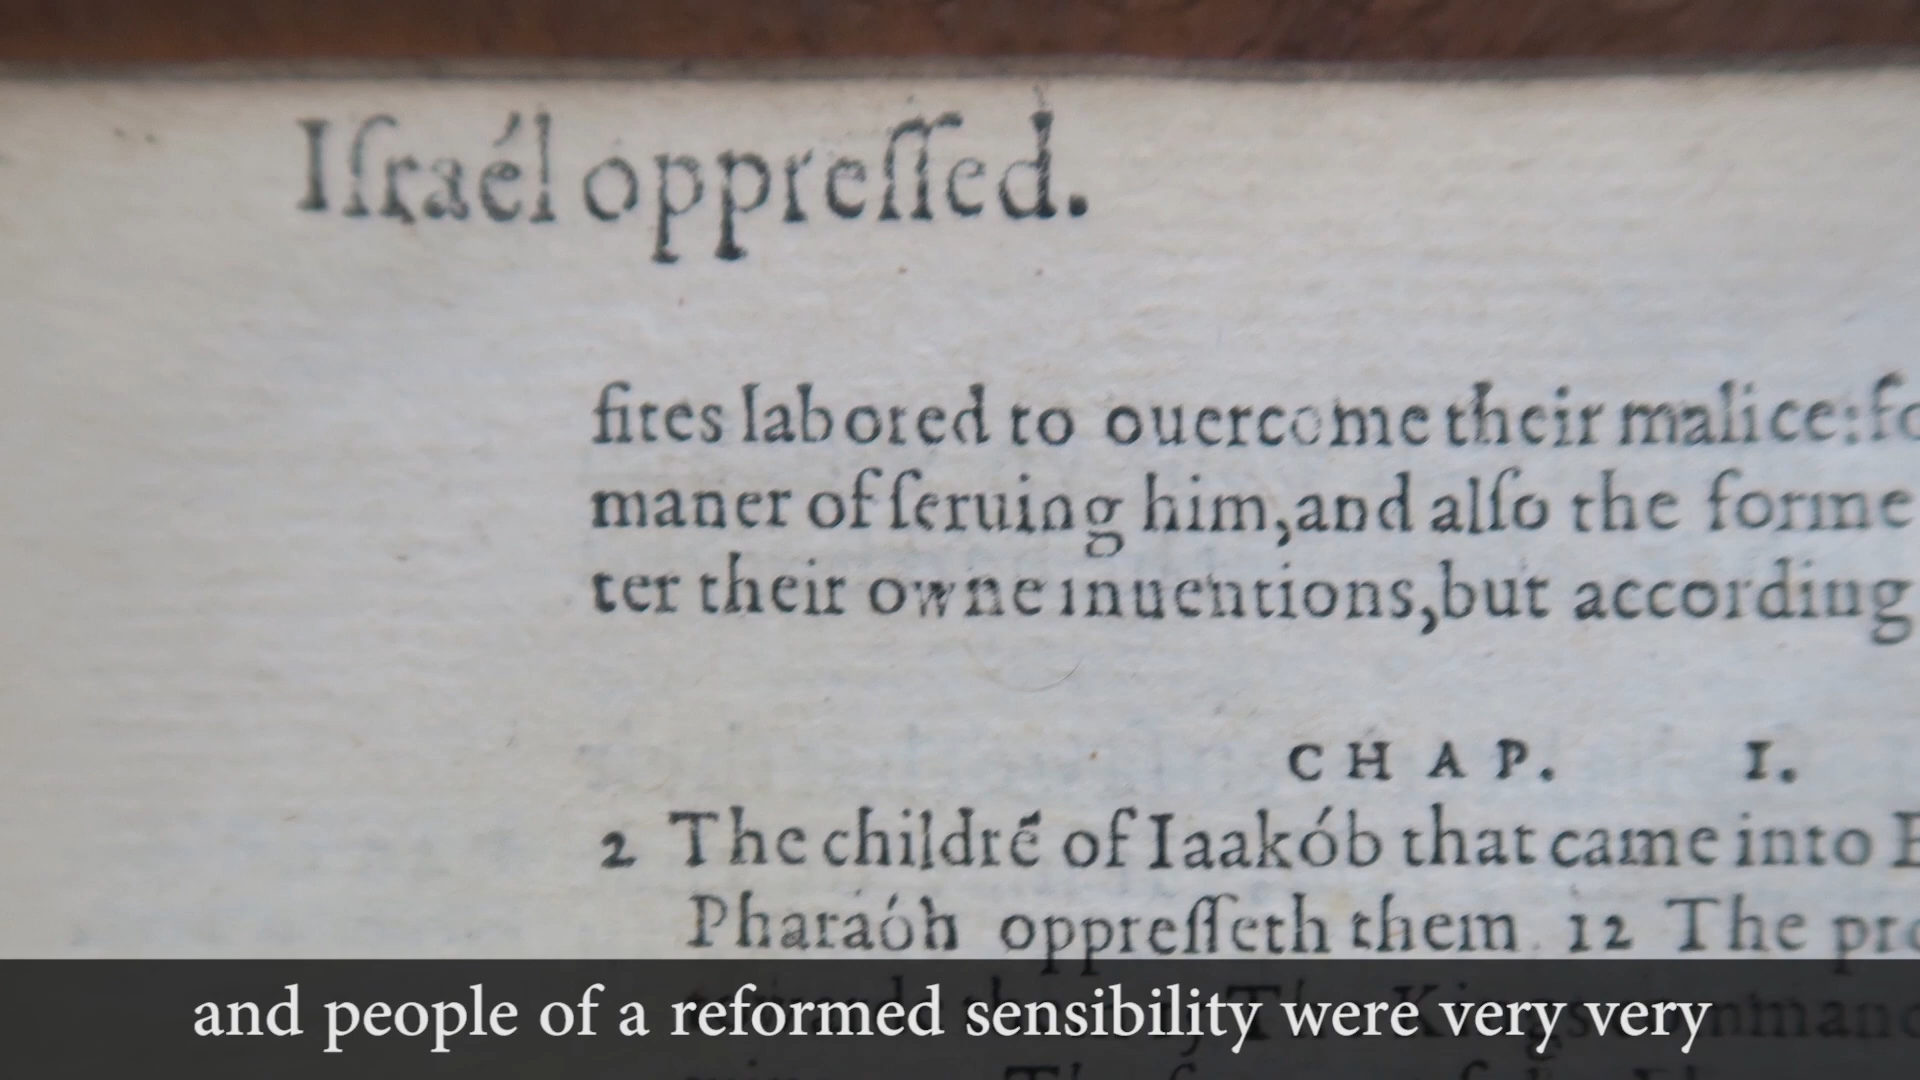 Iſraél oppreſſed.
fites labored to ouercome their malice:ſo
maner of ſeruing him,and alſo the forme
ter their owne inuentions,but according
CHAP. I.
2 The childrẽ of Iaakób that came into
Pharaóh oppreſſeth them. 12 The
and people of a reformed sensibility were very very